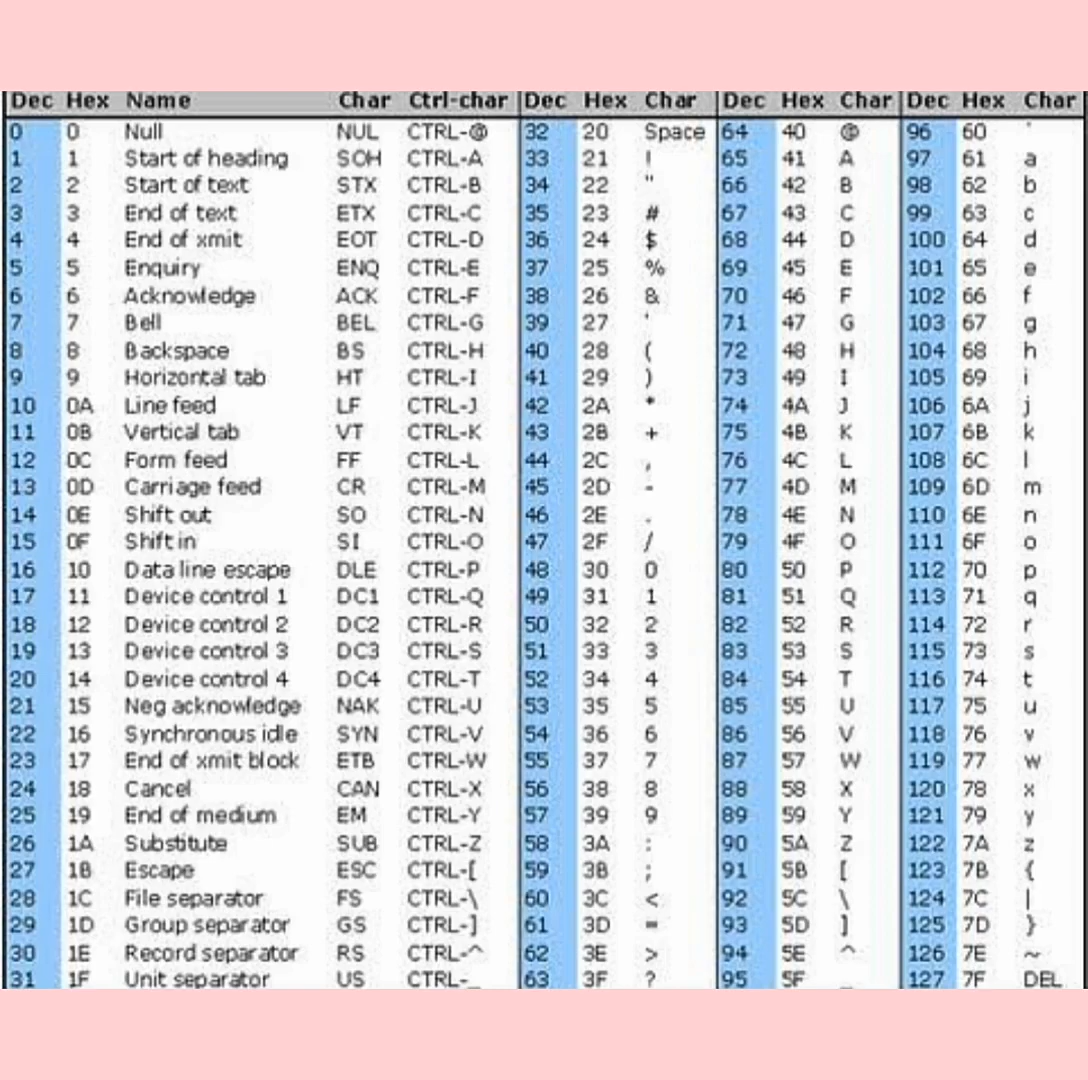 Dec Hex Name Char Ctrl-char Dec Hex Char Dec Hex Char Dec Hex Char
0 0 Null NUL CTRL-@ 32 20 Space 64 40 @ 96 60 `
1 1 Start of heading SOH CTRL-A 33 21 ! 65 41 A 97 61 a
2 2 Start of text STX CTRL-B 34 22 " 66 42 B 98 62 b
3 3 End of text ETX CTRL-C 35 23 # 67 43 C 99 63 c
4 4 End of xmit EOT CTRL-D 36 24 $ 68 44 D 100 64 d
5 5 Enquiry ENQ CTRL-E 37 25 % 69 45 E 101 65 e
6 6 Acknowledge ACK CTRL-F 38 26 & 70 46 F 102 66 f
7 7 Bell BEL CTRL-G 39 27 ' 71 47 G 103 67 g
8 8 Backspace BS CTRL-H 40 28 ( 72 48 H 104 68 h
9 9 Horizontal tab HT CTRL-I 41 29 ) 73 49 I 105 69 i
10 0A Line feed LF CTRL-J 42 2A * 74 4A J 106 6A j
11 0B Vertical tab VT CTRL-K 43 2B + 75 4B K 107 6B k
12 0C Form feed FF CTRL-L 44 2C , 76 4C L 108 6C l
13 0D Carriage feed CR CTRL-M 45 2D - 77 4D M 109 6D m
14 0E Shift out SO CTRL-N 46 2E . 78 4E N 110 6E n
15 0F Shift in SI CTRL-O 47 2F / 79 4F O 111 6F o
16 10 Data line escape DLE CTRL-P 48 30 0 80 50 P 112 70 p
17 11 Device control 1 DC1 CTRL-Q 49 31 1 81 51 Q 113 71 q
18 12 Device control 2 DC2 CTRL-R 50 32 2 82 52 R 114 72 r
19 13 Device control 3 DC3 CTRL-S 51 33 3 83 53 S 115 73 s
20 14 Device control 4 DC4 CTRL-T 52 34 4 84 54 T 116 74 t
21 15 Neg acknowledge NAK CTRL-U 53 35 5 85 55 U 117 75 u
22 16 Synchronous idle SYN CTRL-V 54 36 6 86 56 V 118 76 v
23 17 End of xmit block ETB CTRL-W 55 37 7 87 57 W 119 77 w
24 18 Cancel CAN CTRL-X 56 38 8 88 58 X 120 78 x
25 19 End of medium EM CTRL-Y 57 39 9 89 59 Y 121 79 y
26 1A Substitute SUB CTRL-Z 58 3A : 90 5A Z 122 7A z
27 1B Escape ESC CTRL-[ 59 3B ; 91 5B [ 123 7B {
28 1C File separator FS CTRL-\ 60 3C < 92 5C \ 124 7C |
29 1D Group separator GS CTRL-] 61 3D = 93 5D ] 125 7D }
30 1E Record separator RS CTRL-^ 62 3E > 94 5E ^ 126 7E ~
31 1F Unit separator US CTRL-_ 63 3F ? 95 5F _ 127 7F DEL